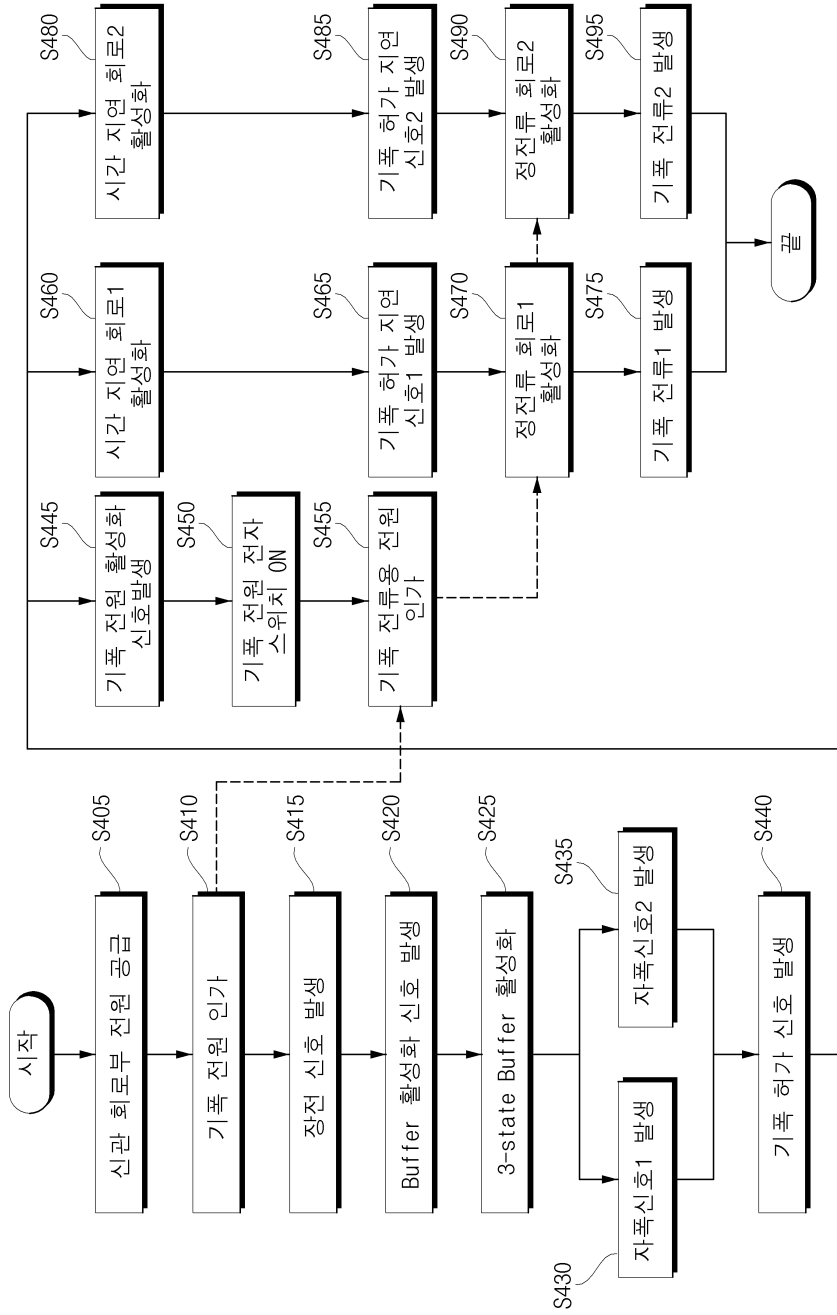 시작
S405
신관 회로부 전원 공급
S410
기폭 전원 인가
S415
장전 신호 발생
S420
Buffer 활성화 신호 발생
S425
3-state Buffer 활성화
S430
자폭신호1 발생
S435
자폭신호2 발생
S440
기폭 허가 신호 발생
S445
기폭 전원 활성화
신호발생
S450
기폭 전원 전자
스위치 ON
S455
기폭 전류용 전원
인가
S460
시간 지연 회로1
활성화
S465
기폭 허가 지연
신호1 발생
S470
정전류 회로1
활성화
S475
기폭 전류1 발생
S480
시간 지연 회로2
활성화
S485
기폭 허가 지연
신호2 발생
S490
정전류 회로2
활성화
S495
기폭 전류2 발생
끝